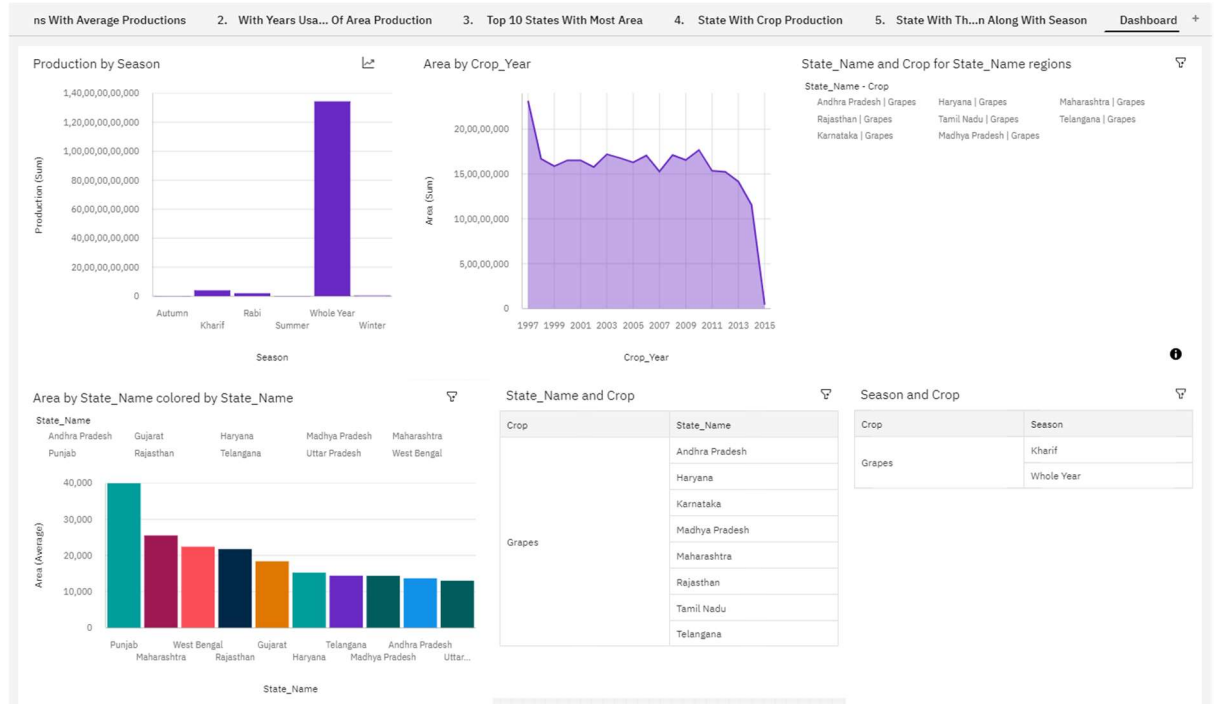 ns With Average Productions 2. With Years Usa... Of Area Production 3. Top 10 States With Most Area 4. State With Crop Production 5. State With Th...n Along With Season Dashboard +
Production by Season
1,40,00,00,00,000
1,20,00,00,00,000
1,00,00,00,00,000
80,00,00,00,000
60,00,00,00,000
40,00,00,00,000
20,00,00,00,000
0
Production (Sum)
Autumn Rabi Whole Year
Kharif Summer Winter
Season
Area by Crop_Year
20,00,00,000
15,00,00,000
10,00,00,000
5,00,00,000
0
Area (Sum)
1997 1999 2001 2003 2005 2007 2009 2011 2013 2015
Crop_Year
State_Name and Crop for State_Name regions
State_Name - Crop
Andhra Pradesh | Grapes Haryana | Grapes Maharashtra | Grapes
Rajasthan | Grapes Tamil Nadu | Grapes Telangana | Grapes
Karnataka | Grapes Madhya Pradesh | Grapes
Area by State_Name colored by State_Name
State_Name
Andhra Pradesh Gujarat Haryana Madhya Pradesh Maharashtra
Punjab Rajasthan Telangana Uttar Pradesh West Bengal
40,000
30,000
20,000
10,000
0
Area (Average)
Punjab West Bengal Gujarat Telangana Andhra Pradesh
Maharashtra Rajasthan Haryana Madhya Pradesh Uttar...
State_Name
State_Name and Crop
Crop State_Name
Grapes
Andhra Pradesh
Haryana
Karnataka
Madhya Pradesh
Maharashtra
Rajasthan
Tamil Nadu
Telangana
Season and Crop
Crop Season
Grapes
Kharif
Whole Year